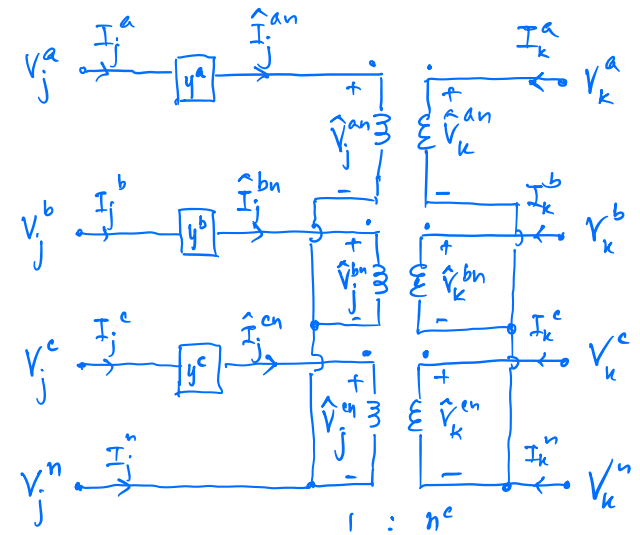 I_j^a Î_j^{an} I_k^a
V_j^a y^a V_k^a
+ +
V̂_j^{an} V̂_k^{an}
− −
I_j^b Î_j^{bn} I_k^b
V_j^b y^b V_k^b
+ +
V̂_j^{bn} V̂_k^{bn}
− −
I_j^c Î_j^{cn} I_k^c
V_j^c y^c V_k^c
+ +
V̂_j^{cn} V̂_k^{cn}
− −
I_j^n I_k^n
V_j^n V_k^n
1 : n^c